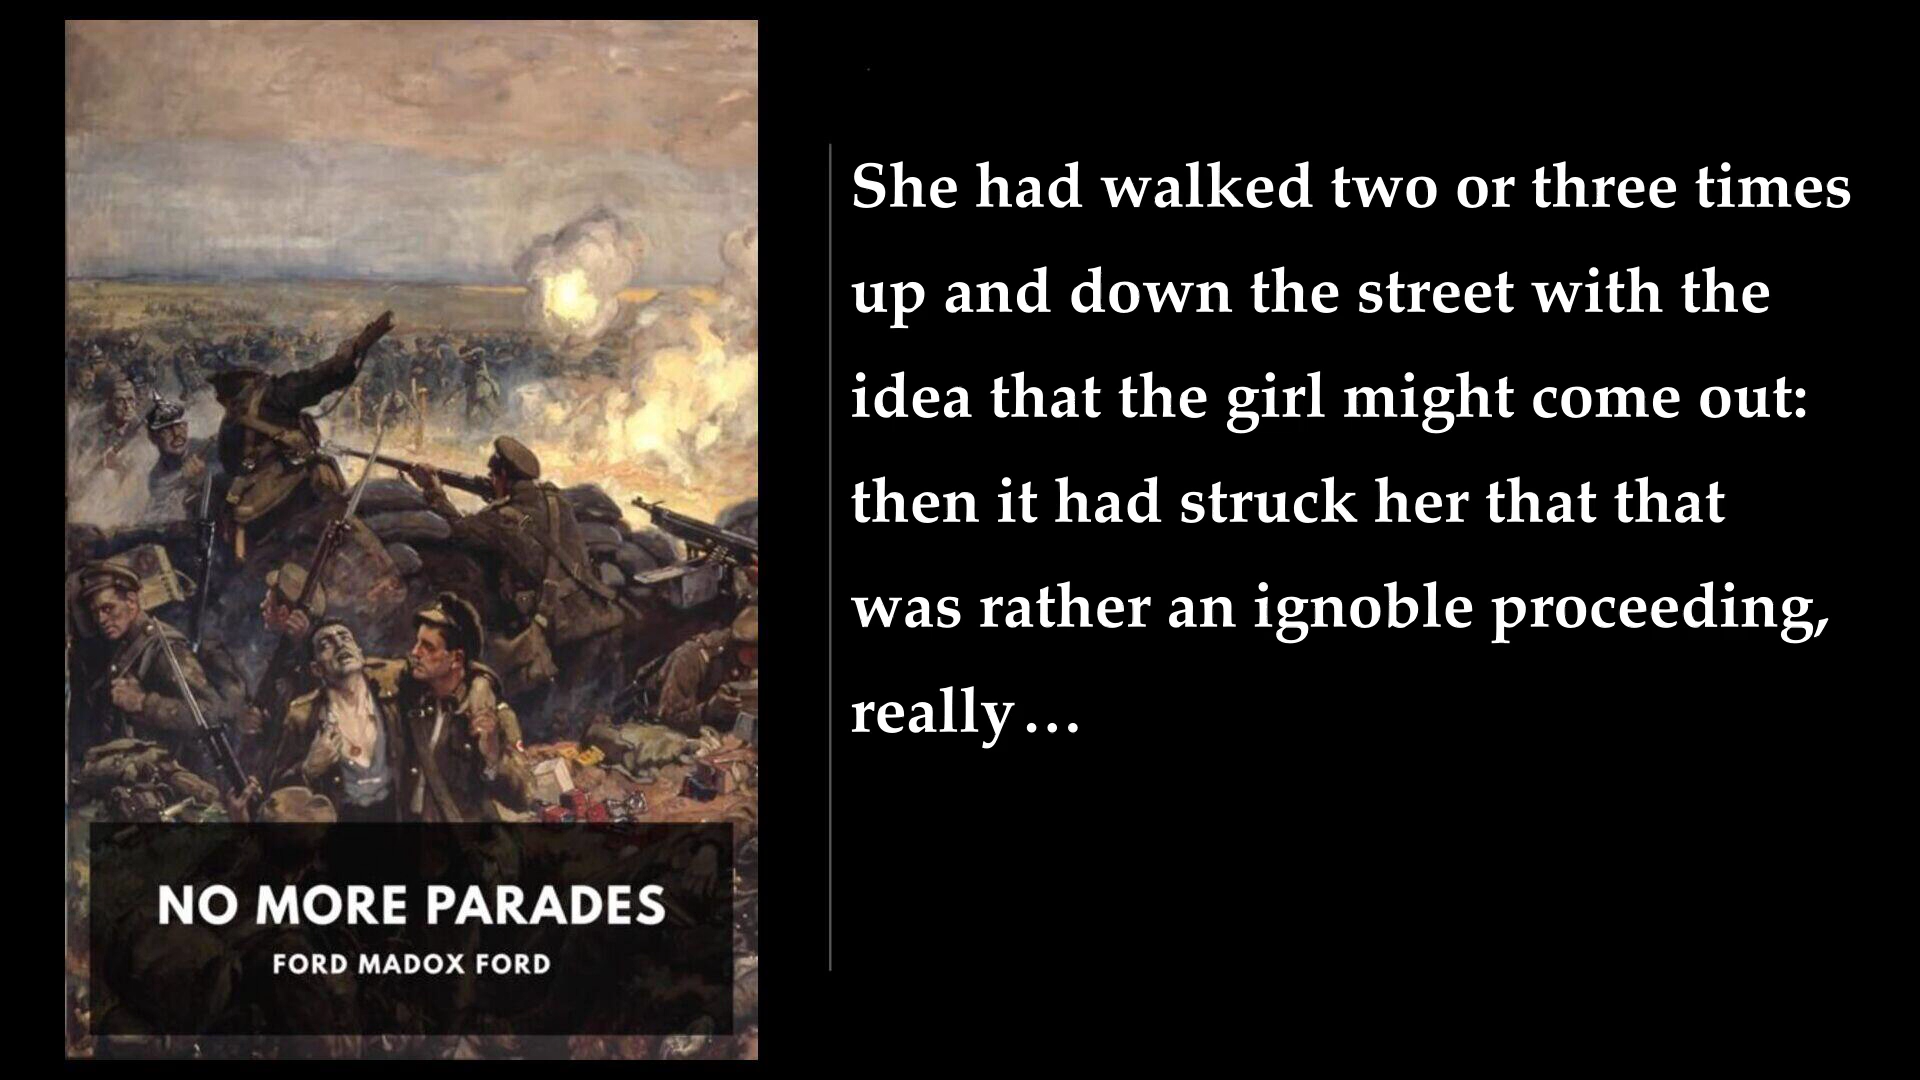 She had walked two or three times
up and down the street with the
idea that the girl might come out:
then it had struck her that that
was rather an ignoble proceeding,
really…
NO MORE PARADES
FORD MADOX FORD